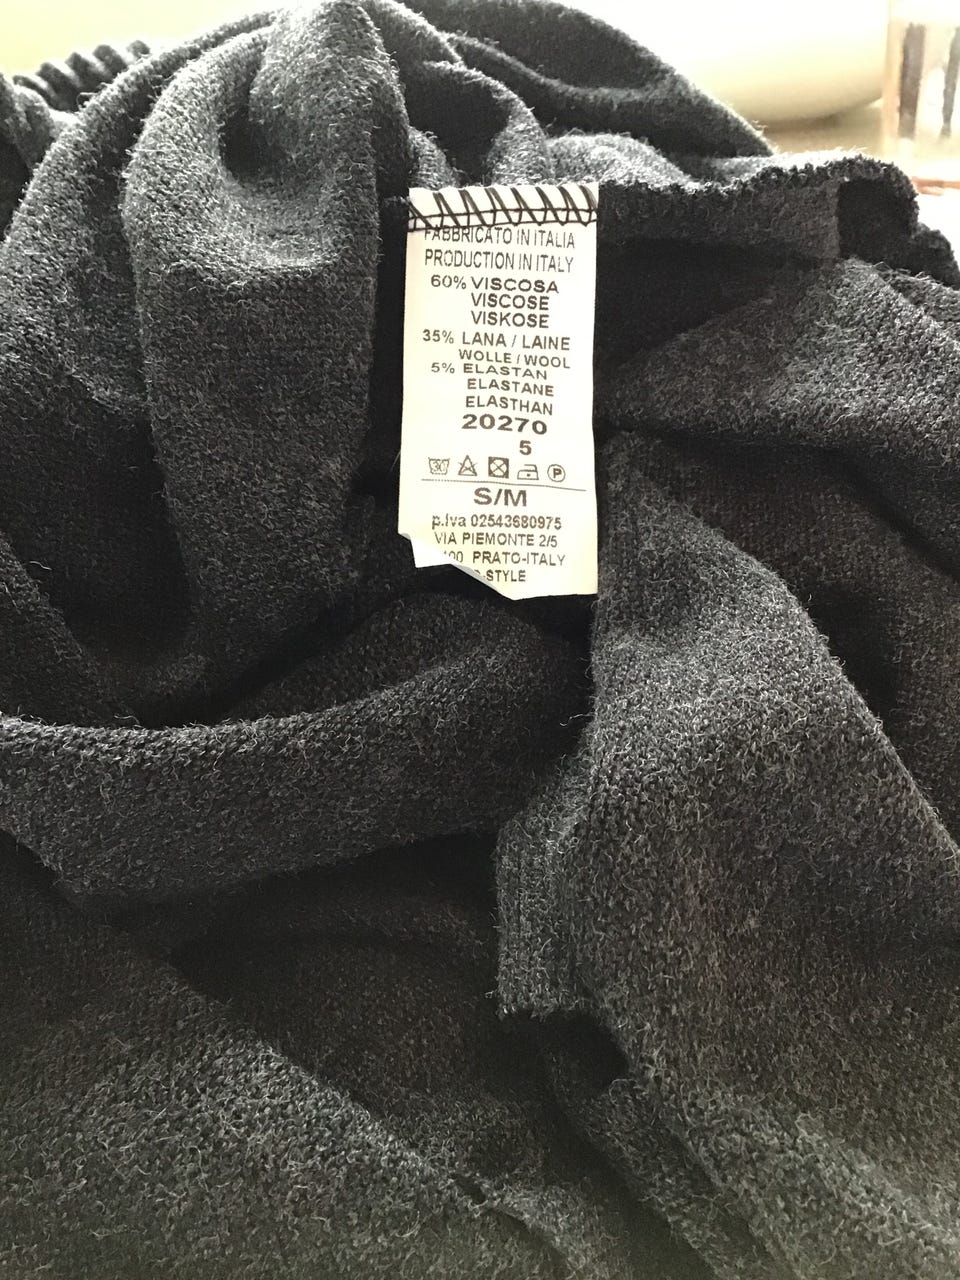 FABBRICATO IN ITALIA
PRODUCTION IN ITALY
60% VISCOSA
VISCOSE
VISKOSE
35% LANA / LAINE
WOLLE / WOOL
5% ELASTAN
ELASTANE
ELASTHAN
20270
5
30 P
S/M
p.Iva 02543680975
VIA PIEMONTE 2/5
PRATO-ITALY
-STYLE